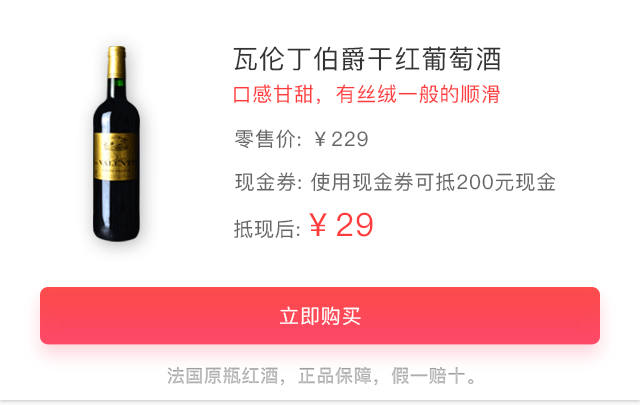 瓦伦丁伯爵干红葡萄酒
口感甘甜，有丝绒一般的顺滑
零售价: ￥229
现金券: 使用现金券可抵200元现金
抵现后: ￥29
立即购买
法国原瓶红酒，正品保障，假一赔十。